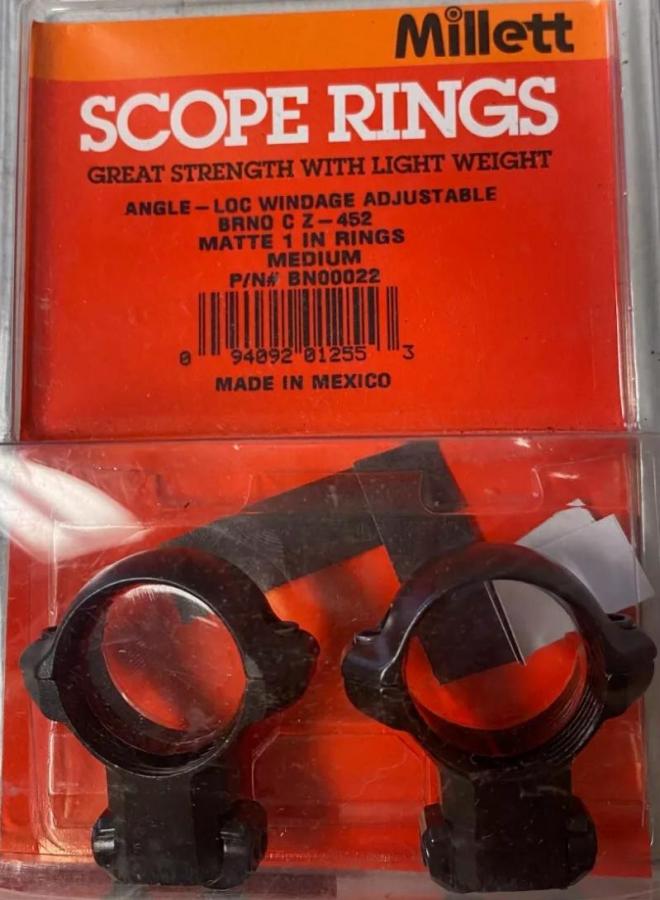 Millett
SCOPE RINGS
GREAT STRENGTH WITH LIGHT WEIGHT
ANGLE-LOC WINDAGE ADJUSTABLE
BRNO C Z-452
MATTE 1 IN RINGS
MEDIUM
P/N# BN00022
0 94092 01255 3
MADE IN MEXICO